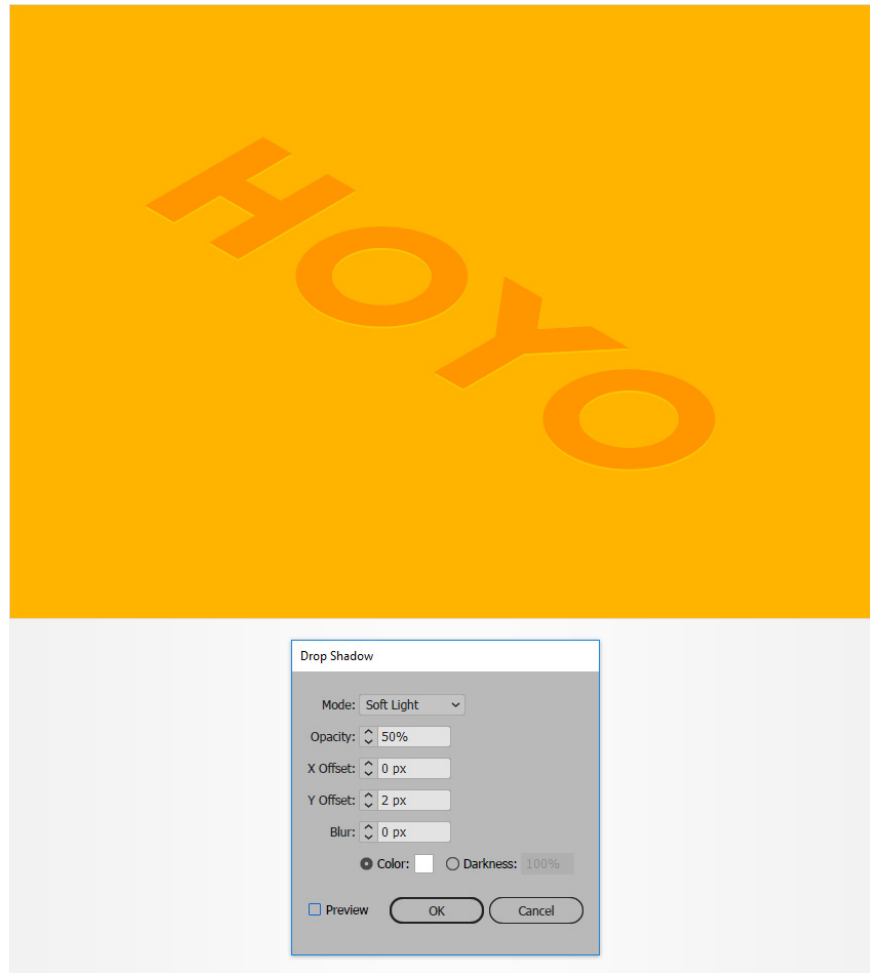 HOYO
Drop Shadow
Mode: Soft Light
Opacity: 50%
X Offset: 0 px
Y Offset: 2 px
Blur: 0 px
Color: Darkness: 100%
Preview OK Cancel